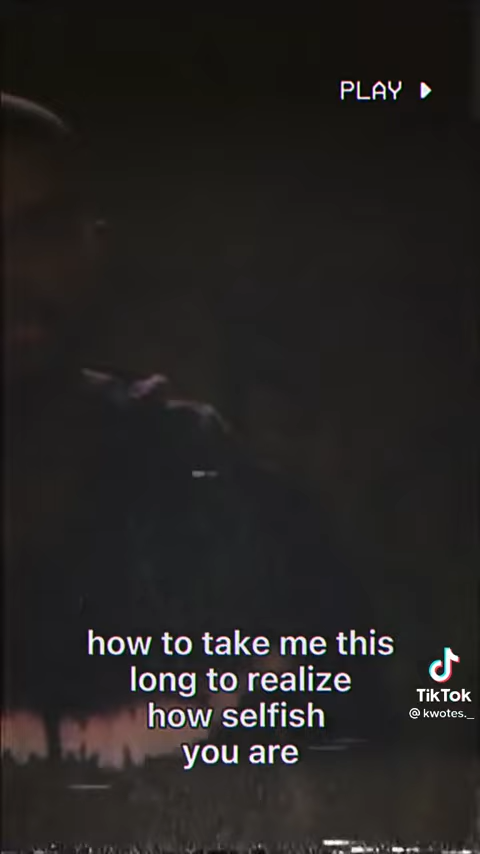 PLAY
how to take me this
long to realize
how selfish
you are
TikTok
@kwotes._